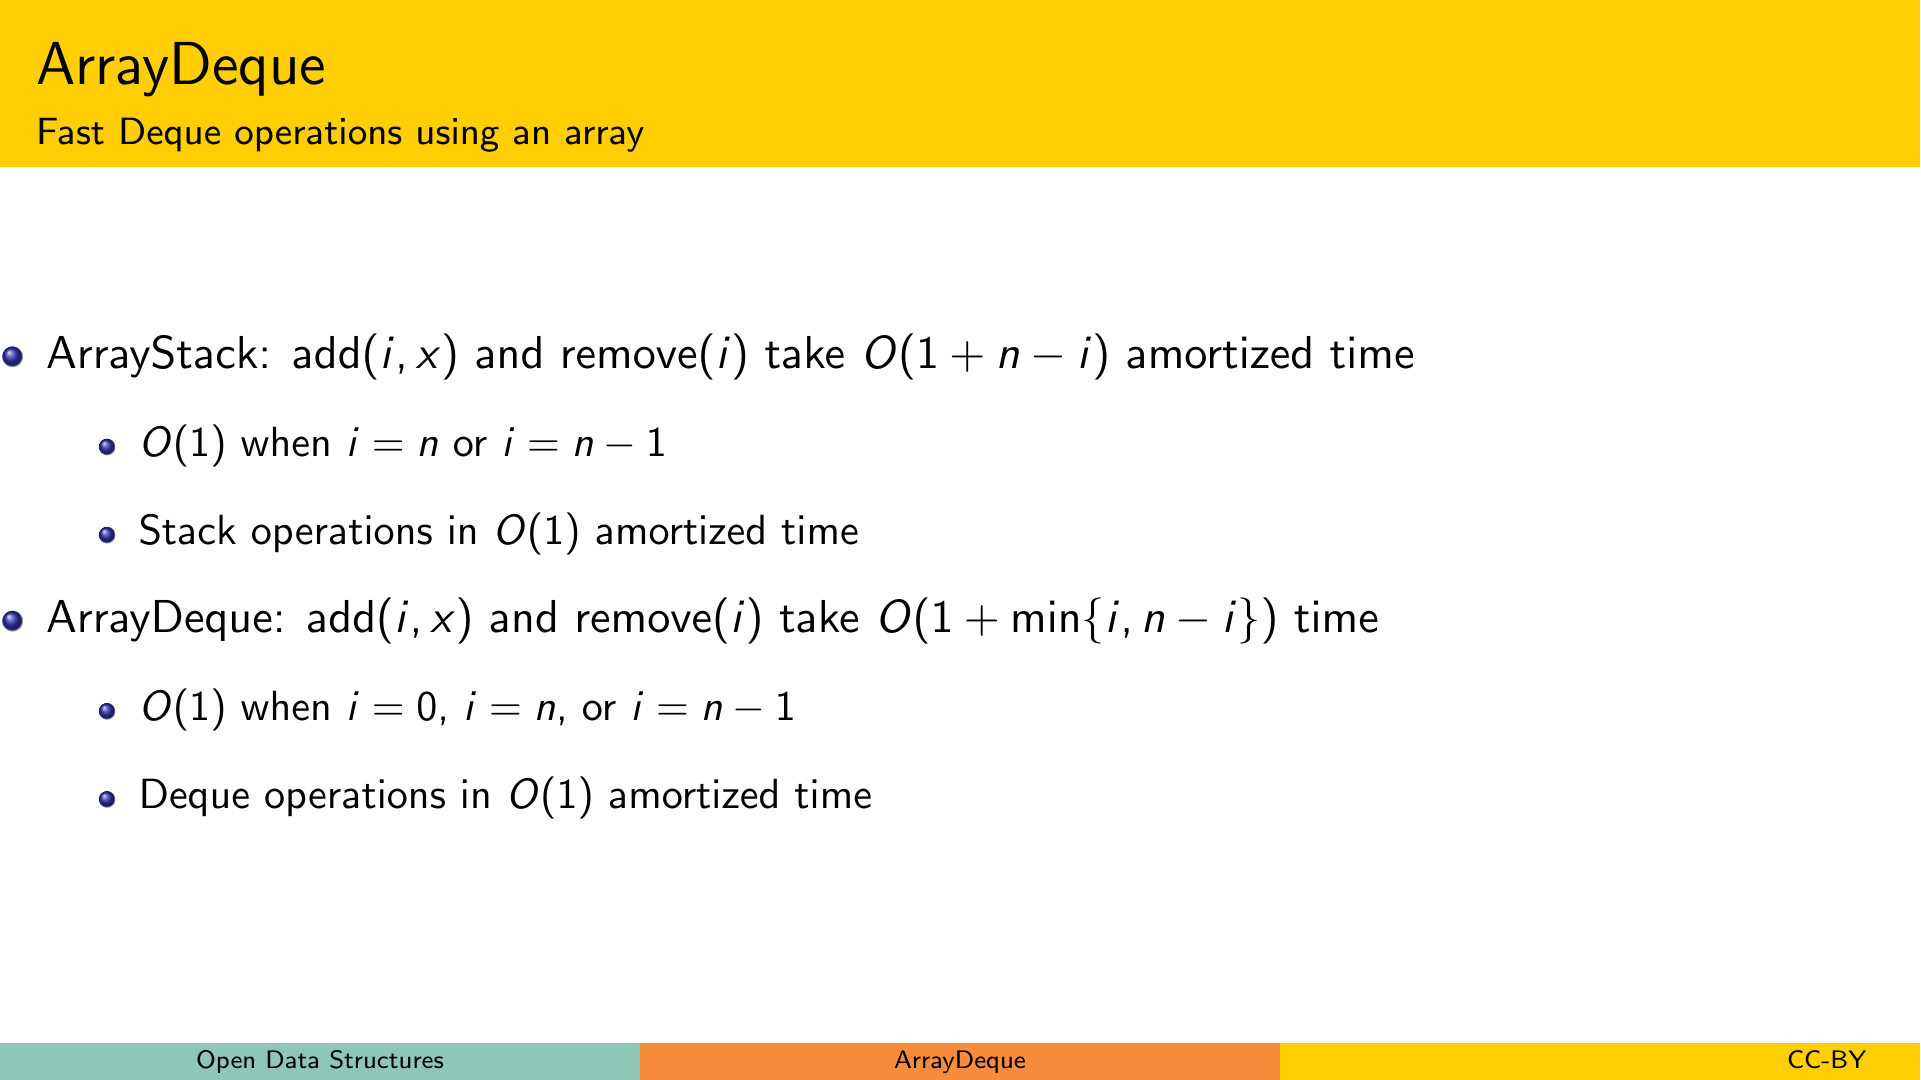 ArrayDeque
Fast Deque operations using an array
ArrayStack: add(i, x) and remove(i) take O(1 + n − i) amortized time
O(1) when i = n or i = n − 1
Stack operations in O(1) amortized time
ArrayDeque: add(i, x) and remove(i) take O(1 + min{i, n − i}) time
O(1) when i = 0, i = n, or i = n − 1
Deque operations in O(1) amortized time
Open Data Structures
ArrayDeque
CC-BY